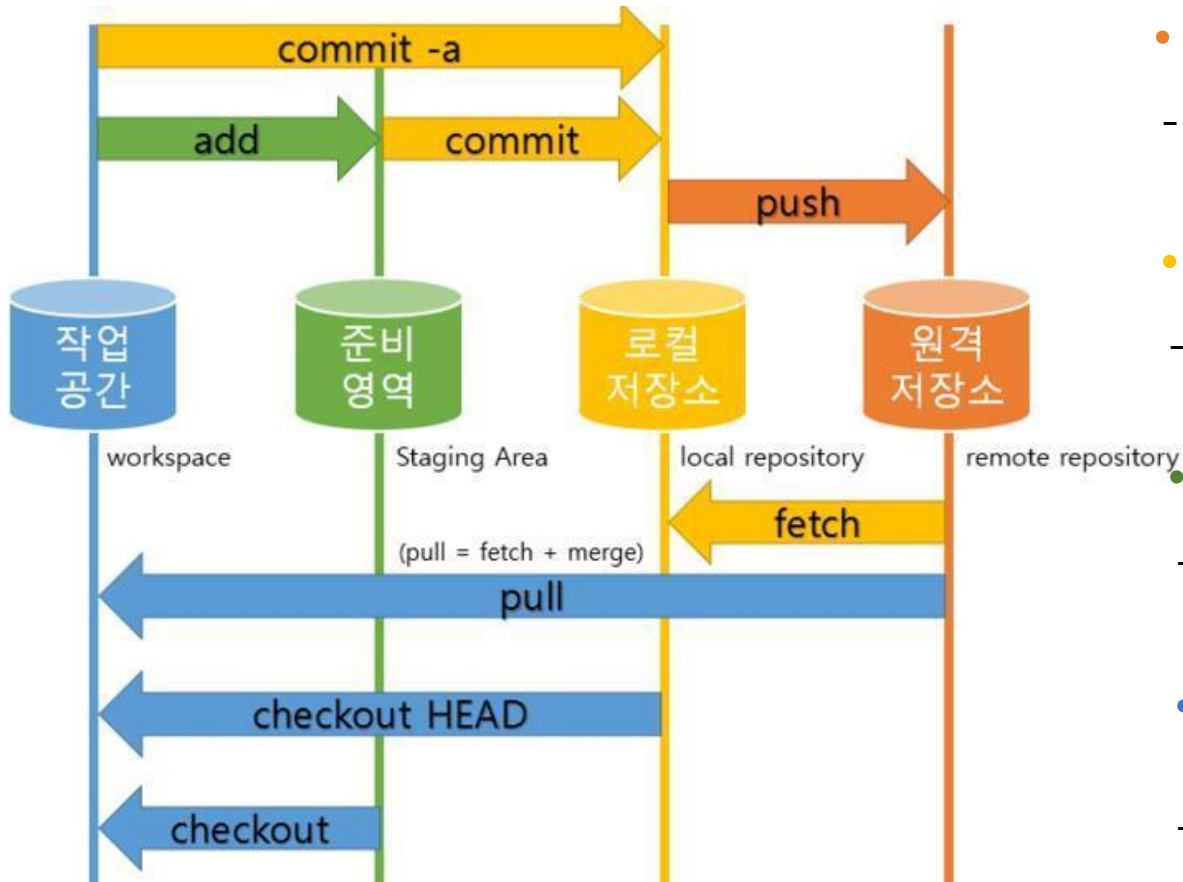 commit -a
add
commit
push
작업
공간
준비
영역
로컬
저장소
원격
저장소
workspace
Staging Area
local repository
remote repository
fetch
(pull = fetch + merge)
pull
checkout HEAD
checkout